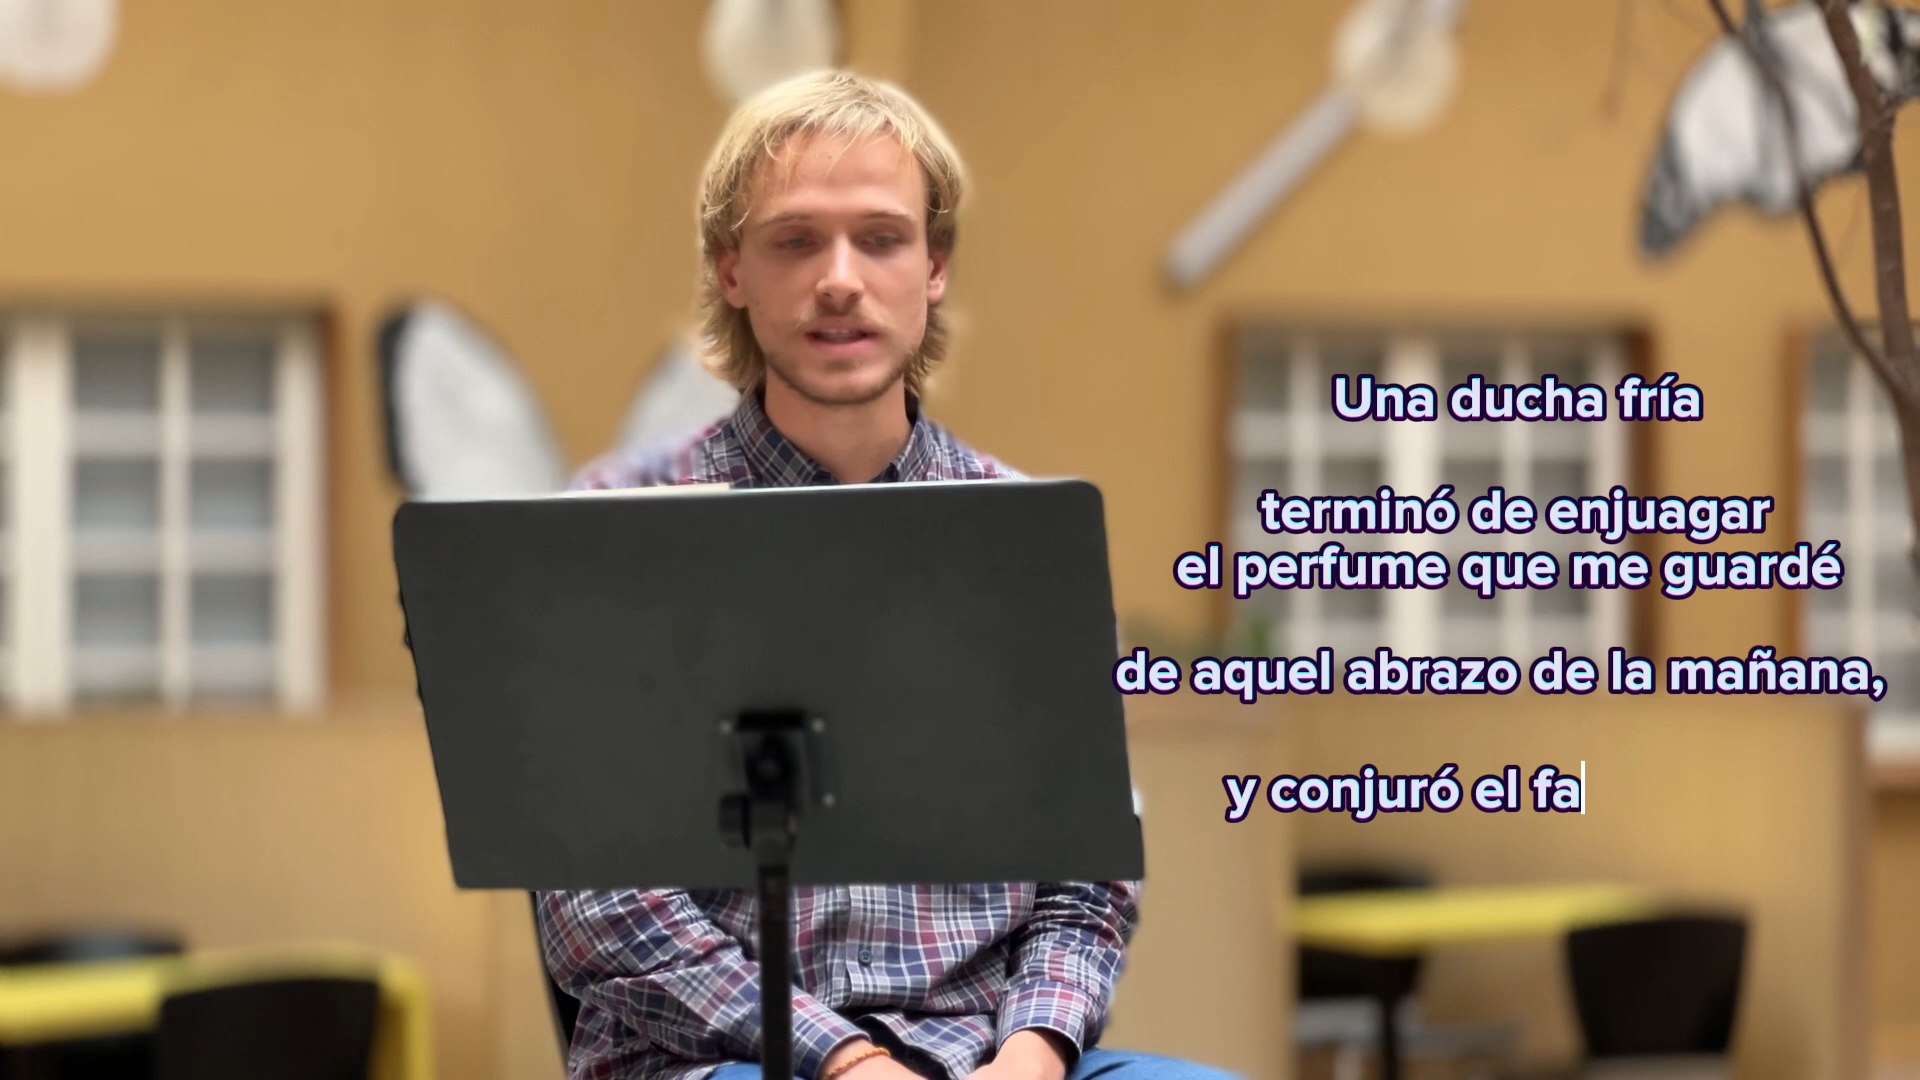 Una ducha fría
terminó de enjuagar
el perfume que me guardé
de aquel abrazo de la mañana,
y conjuró el fa